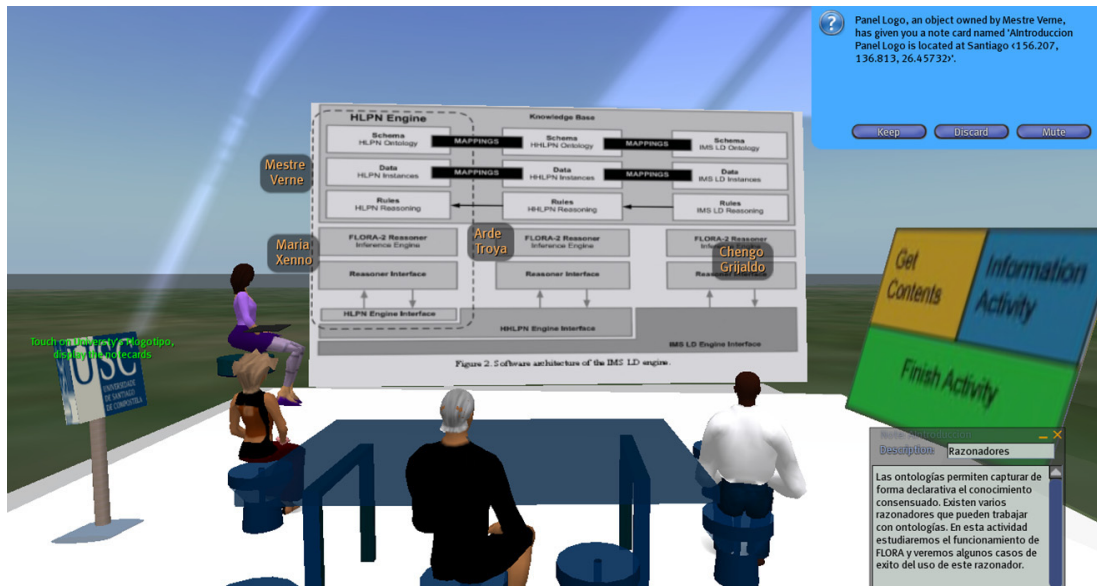 Panel Logo, an object owned by Mestre Verne,
has given you a note card named 'AIntroduccion
Panel Logo is located at Santiago <156.207,
136.813, 26.45732>'.
Keep
Discard
Mute
HLPN Engine
Knowledge Base
Schema
HLPN Ontology
MAPPINGS
Schema
HHLPN Ontology
MAPPINGS
Schema
IMS LD Ontology
Data
HLPN Instances
MAPPINGS
Data
HHLPN Instances
MAPPINGS
Data
IMS LD Instances
Rules
HLPN Reasoning
Rules
HHLPN Reasoning
Rules
IMS LD Reasoning
Mestre
Verne
Maria
Xenno
Arde
Troya
Chengo
Grijaldo
FLORA-2 Reasoner
Inference Engine
FLORA-2 Reasoner
Inference Engine
FLORA-2 Reasoner
Reasoner Interface
Reasoner Interface
Reasoner Interface
HLPN Engine Interface
HHLPN Engine Interface
IMS LD Engine Interface
Figure 2. Software architecture of the IMS LD engine.
Get
Contents
Information
Activity
Finish Activity
Touch on University's logotipo,
display the notecards
USC
UNIVERSIDADE
DE SANTIAGO
DE COMPOSTELA
Description:
Razonadores
Las ontologías permiten capturar de
forma declarativa el conocimiento
consensuado. Existen varios
razonadores que pueden trabajar
con ontologías. En esta actividad
estudiaremos el funcionamiento de
FLORA y veremos algunos casos de
exito del uso de este razonador.